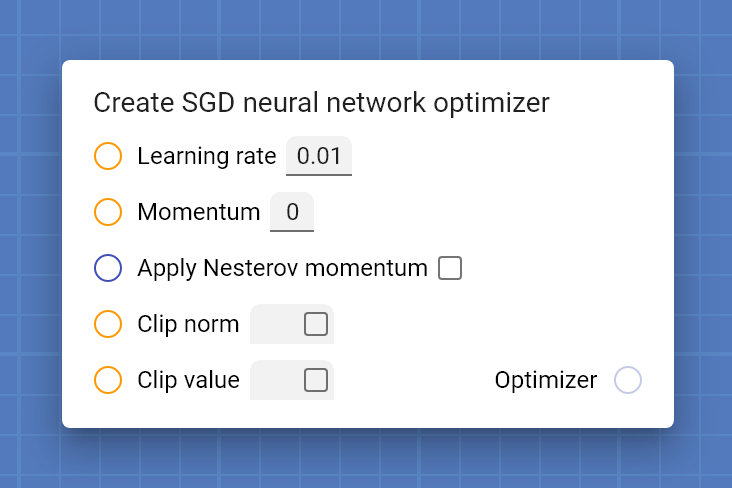 Create SGD neural network optimizer
Learning rate 0.01
Momentum 0
Apply Nesterov momentum
Clip norm
Clip value Optimizer